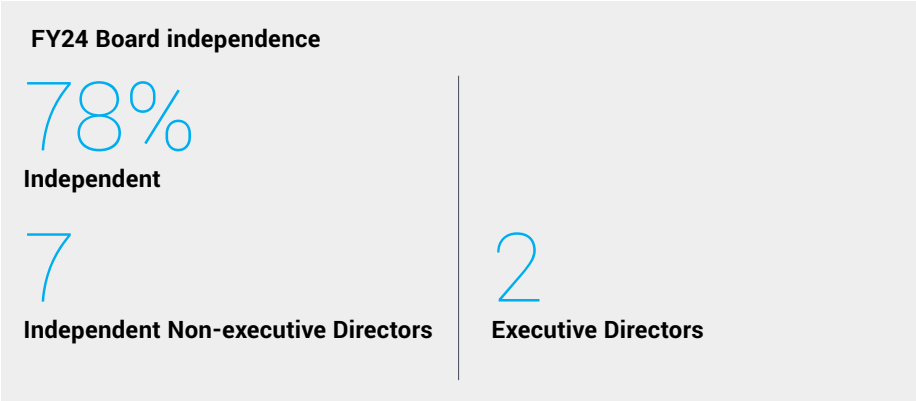 FY24 Board independence
78%
Independent
7
Independent Non-executive Directors
2
Executive Directors